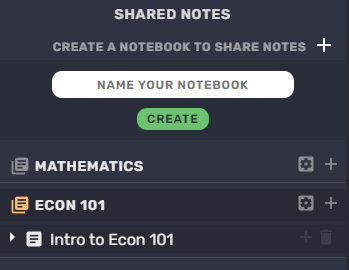 SHARED NOTES
CREATE A NOTEBOOK TO SHARE NOTES
NAME YOUR NOTEBOOK
CREATE
MATHEMATICS
ECON 101
Intro to Econ 101